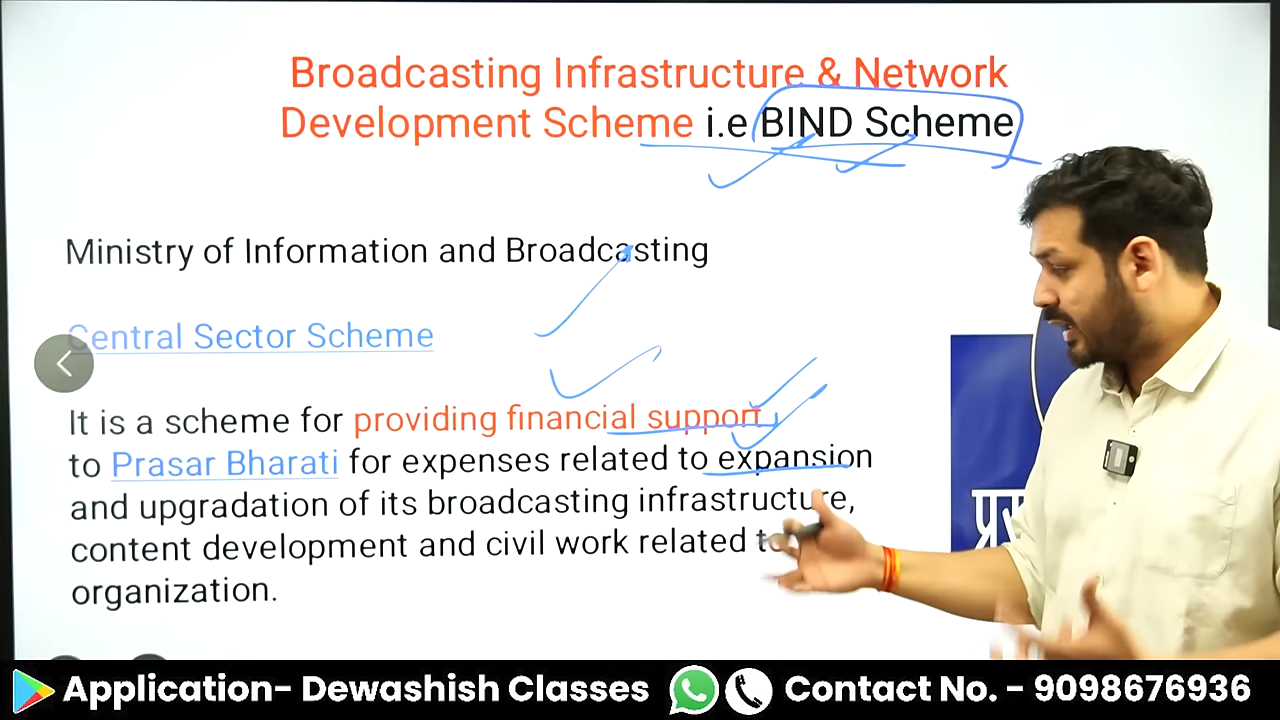 Broadcasting Infrastructure & Network
Development Scheme i.e BIND Scheme
Ministry of Information and Broadcasting
Central Sector Scheme
It is a scheme for providing financial support
to Prasar Bharati for expenses related to expansion
and upgradation of its broadcasting infrastructure,
content development and civil work related to
organization.
Application- Dewashish Classes
Contact No. - 9098676936